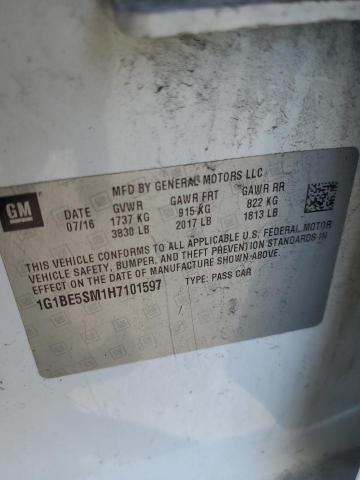 GM
MFD BY GENERAL MOTORS LLC
DATE GVWR GAWR FRT GAWR RR
07/16 1737 KG 915 KG 822 KG
3830 LB 2017 LB 1813 LB
THIS VEHICLE CONFORMS TO ALL APPLICABLE U.S. FEDERAL MOTOR
VEHICLE SAFETY, BUMPER, AND THEFT PREVENTION STANDARDS IN
EFFECT ON THE DATE OF MANUFACTURE SHOWN ABOVE.
1G1BE5SM1H7101597 TYPE: PASS CAR